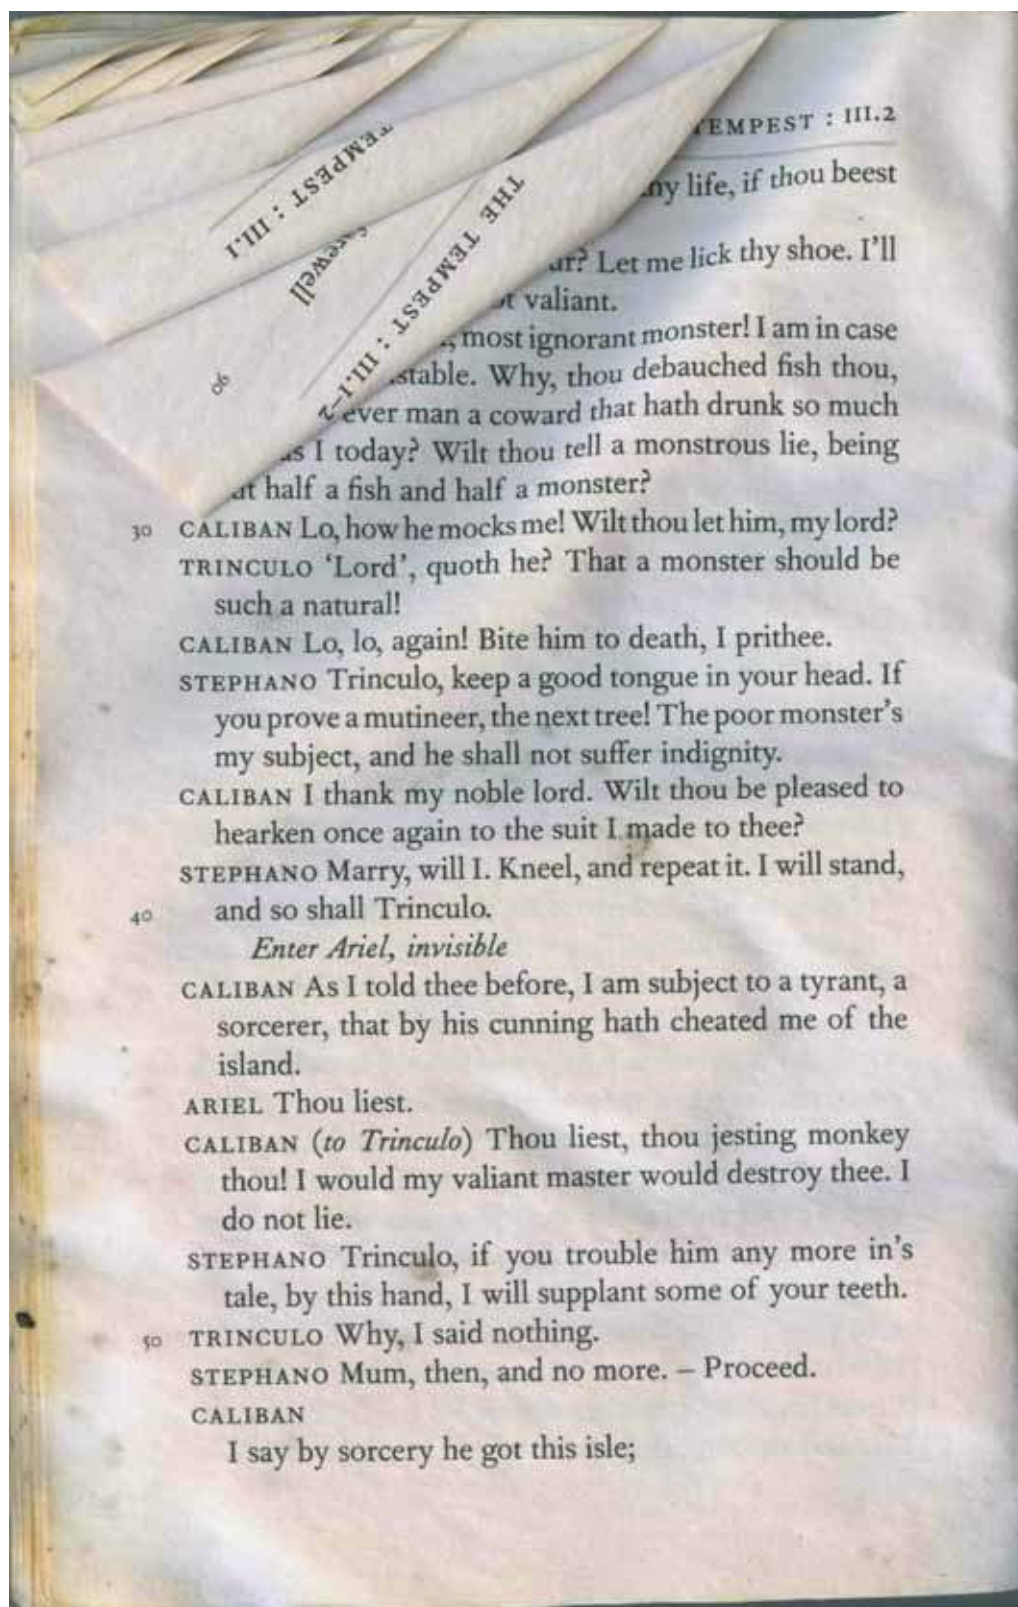 TEMPEST : III.2
TEMPEST : III.1
THE TEMPEST : III.1-2
farewell
90
my life, if thou beest
Let me lick thy shoe. I'll
valiant.
most ignorant monster! I am in case
Why, thou debauched fish thou,
ever man a coward that hath drunk so much
as I today? Wilt thou tell a monstrous lie, being
half a fish and half a monster?
30 CALIBAN Lo, how he mocks me! Wilt thou let him, my lord?
TRINCULO 'Lord', quoth he? That a monster should be
such a natural!
CALIBAN Lo, lo, again! Bite him to death, I prithee.
STEPHANO Trinculo, keep a good tongue in your head. If
you prove a mutineer, the next tree! The poor monster's
my subject, and he shall not suffer indignity.
CALIBAN I thank my noble lord. Wilt thou be pleased to
hearken once again to the suit I made to thee?
STEPHANO Marry, will I. Kneel, and repeat it. I will stand,
40 and so shall Trinculo.
Enter Ariel, invisible
CALIBAN As I told thee before, I am subject to a tyrant, a
sorcerer, that by his cunning hath cheated me of the
island.
ARIEL Thou liest.
CALIBAN (to Trinculo) Thou liest, thou jesting monkey
thou! I would my valiant master would destroy thee. I
do not lie.
STEPHANO Trinculo, if you trouble him any more in's
tale, by this hand, I will supplant some of your teeth.
50 TRINCULO Why, I said nothing.
STEPHANO Mum, then, and no more. – Proceed.
CALIBAN
I say by sorcery he got this isle;